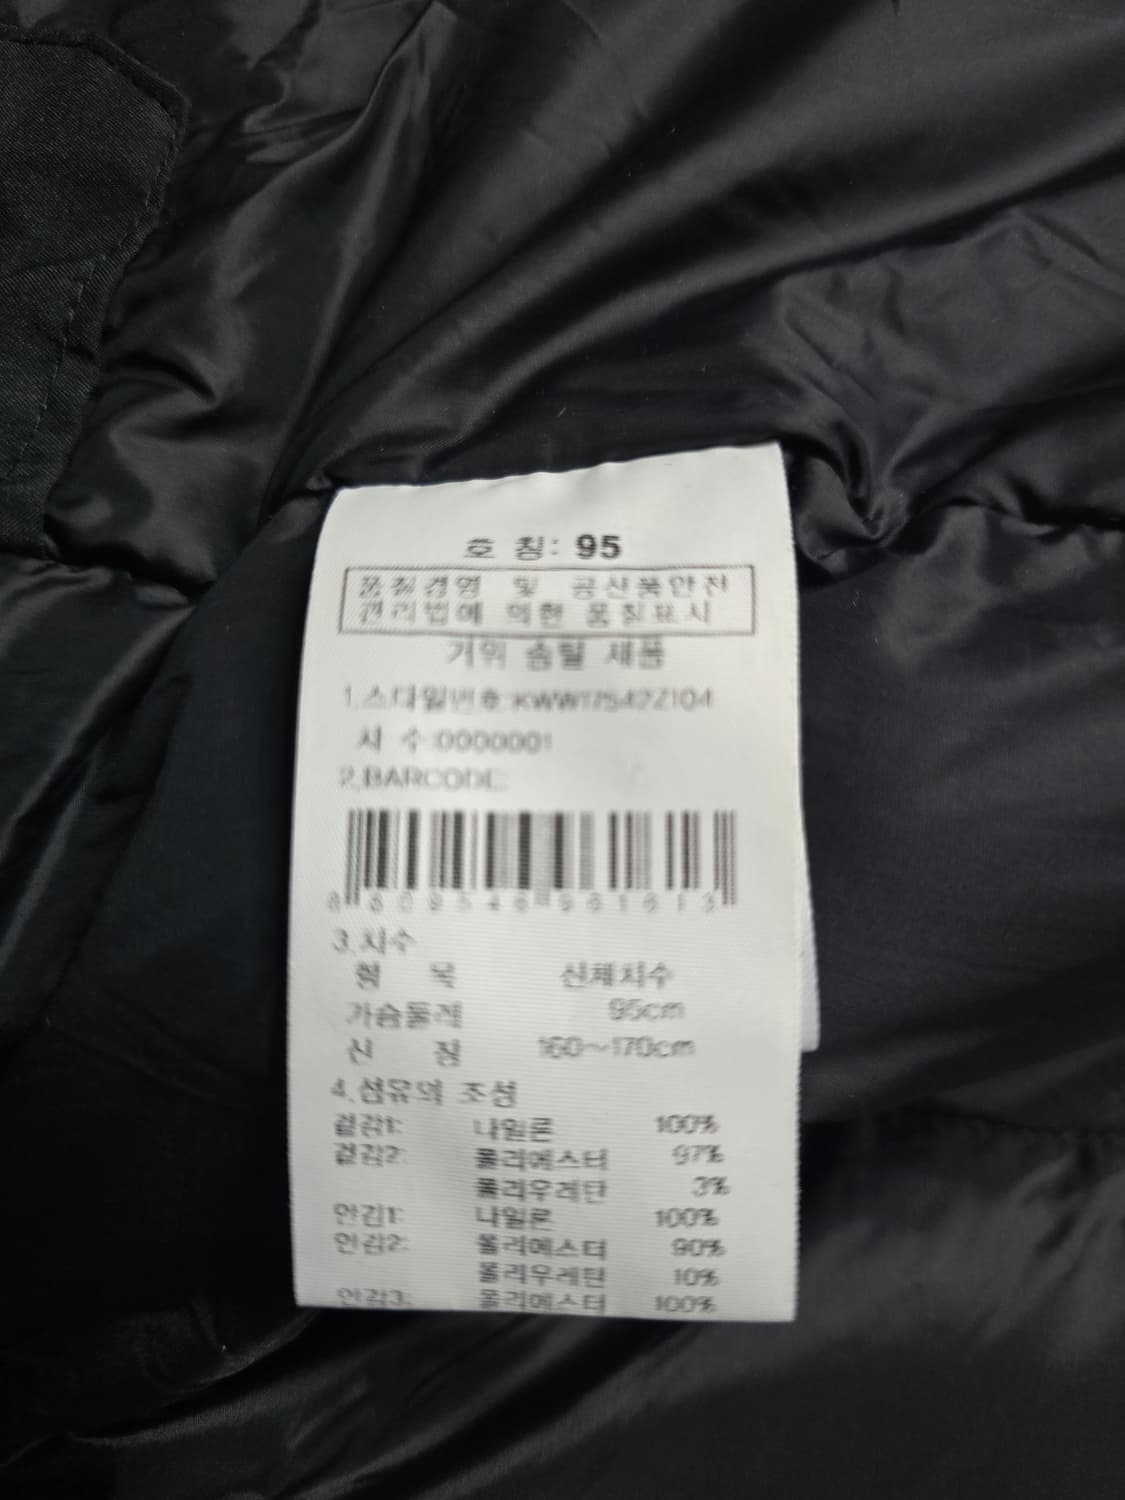 호 칭: 95
품질경영 및 공산품안전
관리법에 의한 품질표시
거위 솜털 제품
1.스타일번호:KWW17542Z104
치 수:0000001
2.BARCODE:
3.치수
항 목 신체치수
가슴둘레 95cm
신 장 160~170cm
4.섬유의 조성
겉감1: 나일론 100%
겉감2: 폴리에스터 97%
폴리우레탄 3%
안감1: 나일론 100%
안감2: 폴리에스터 90%
폴리우레탄 10%
안감3: 폴리에스터 100%